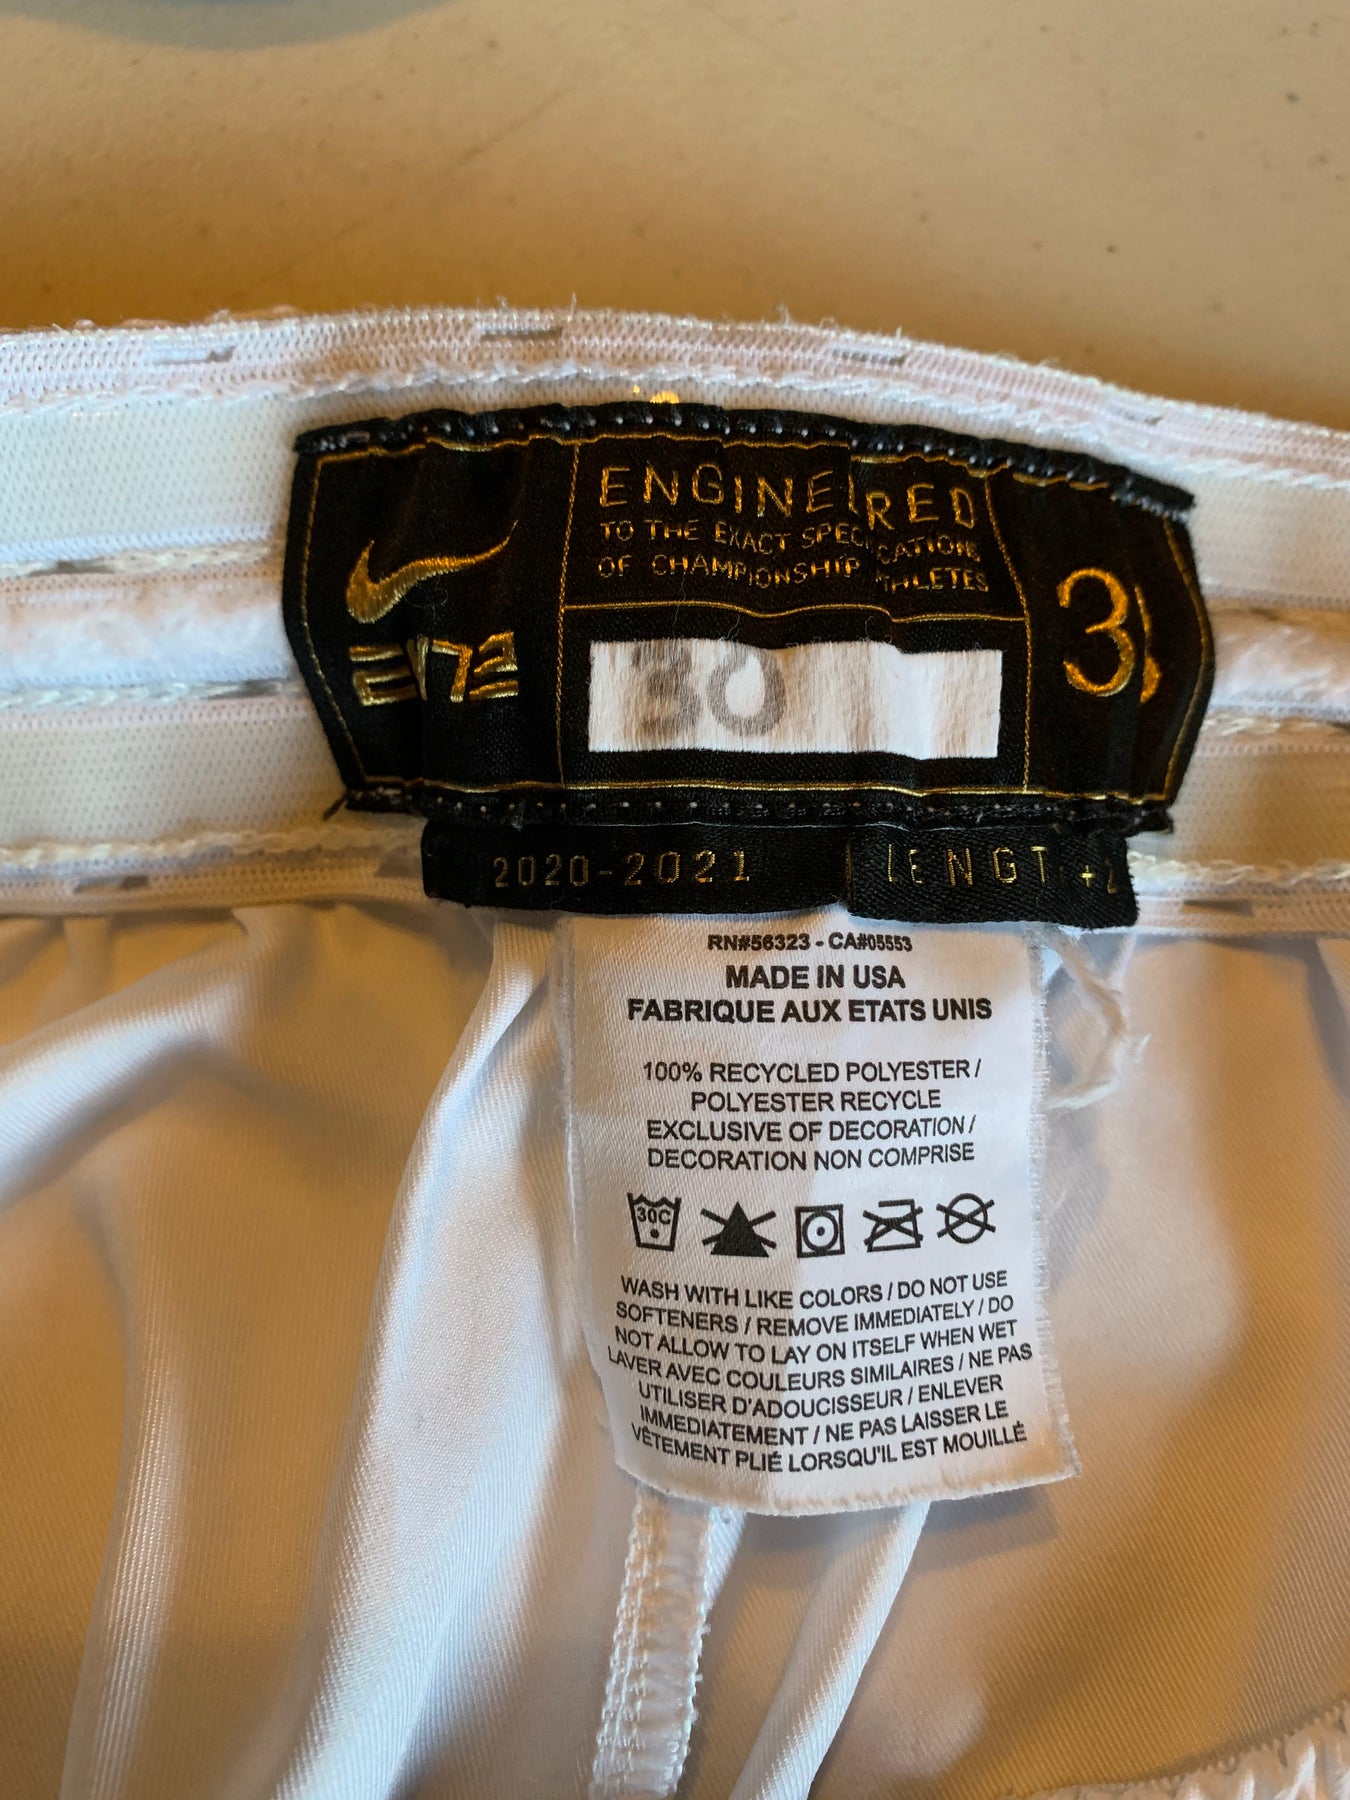 ENGINEERED
TO THE EXACT SPECIFICATIONS
OF CHAMPIONSHIP ATHLETES
30
2020-2021
LENGT +2
RN#56323 - CA#05553
MADE IN USA
FABRIQUE AUX ETATS UNIS
100% RECYCLED POLYESTER /
POLYESTER RECYCLE
EXCLUSIVE OF DECORATION /
DECORATION NON COMPRISE
30C
WASH WITH LIKE COLORS / DO NOT USE
SOFTENERS / REMOVE IMMEDIATELY / DO
NOT ALLOW TO LAY ON ITSELF WHEN WET
LAVER AVEC COULEURS SIMILAIRES / NE PAS
UTILISER D'ADOUCISSEUR / ENLEVER
IMMEDIATEMENT / NE PAS LAISSER LE
VÊTEMENT PLIÉ LORSQU'IL EST MOUILLÉ